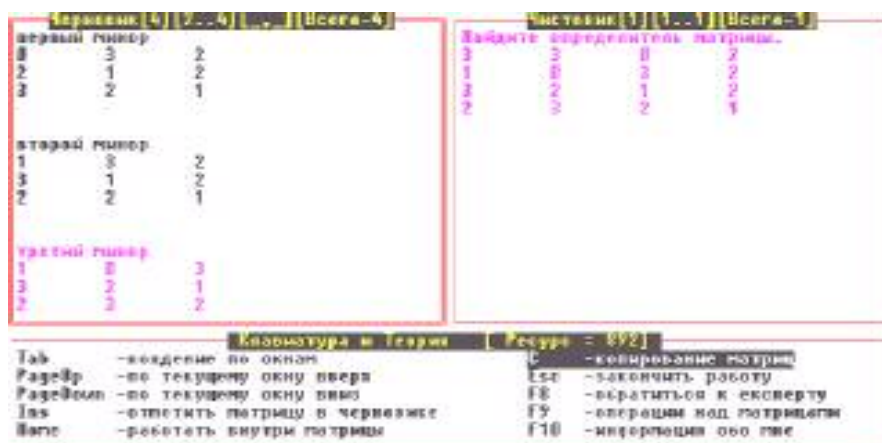 Черновик[4][2..4][_,_][Всего-4]
первый минор
0 3 2
2 1 2
3 2 1
второй минор
1 3 2
3 1 2
2 2 1
третий минор
1 0 3
3 2 1
2 3 2
Чистовик[1][1..1][Всего-1]
Найдите определитель матрицы.
3 3 0 2
1 0 3 2
3 2 1 2
2 3 2 1
Клавиатура и Теория [ Ресурс = 892]
Tab -хождение по окнам
PageUp -по текущему окну вверх
PageDown -по текущему окну вниз
Ins -отметить матрицу в черновике
Home -работать внутри матрицы
C -копирование матриц
Esc -закончить работу
F8 -обратиться к эксперту
F9 -операции над матрицами
F10 -информация обо мне